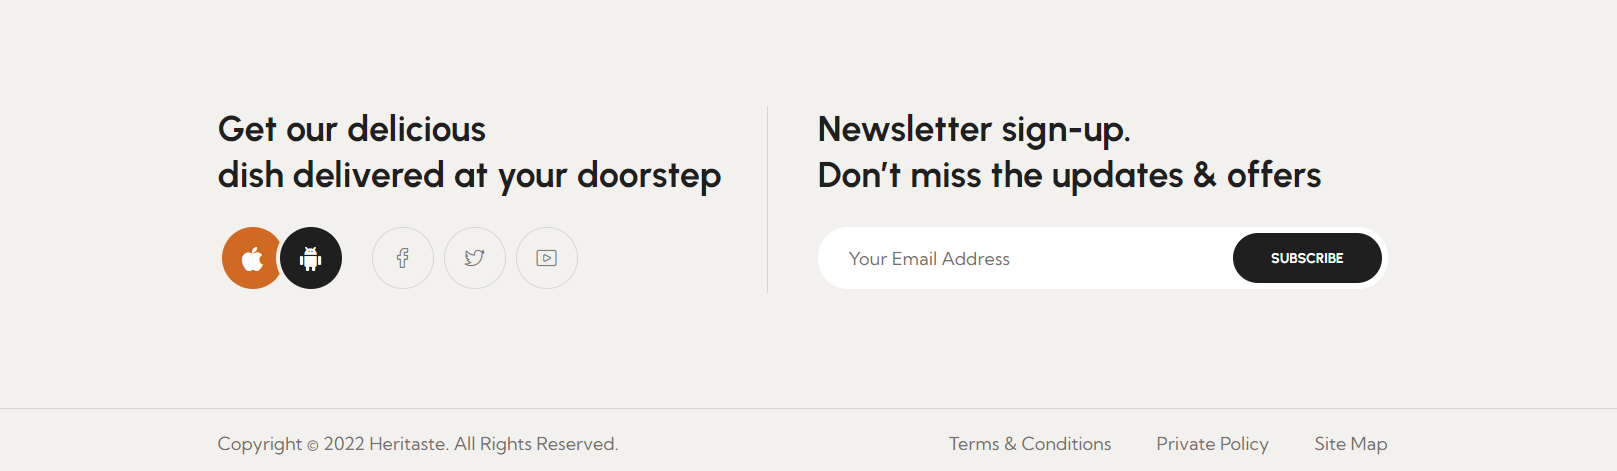 Get our delicious
dish delivered at your doorstep
Newsletter sign-up.
Don't miss the updates & offers
Your Email Address
SUBSCRIBE
Copyright © 2022 Heritaste. All Rights Reserved.
Terms & Conditions
Private Policy
Site Map